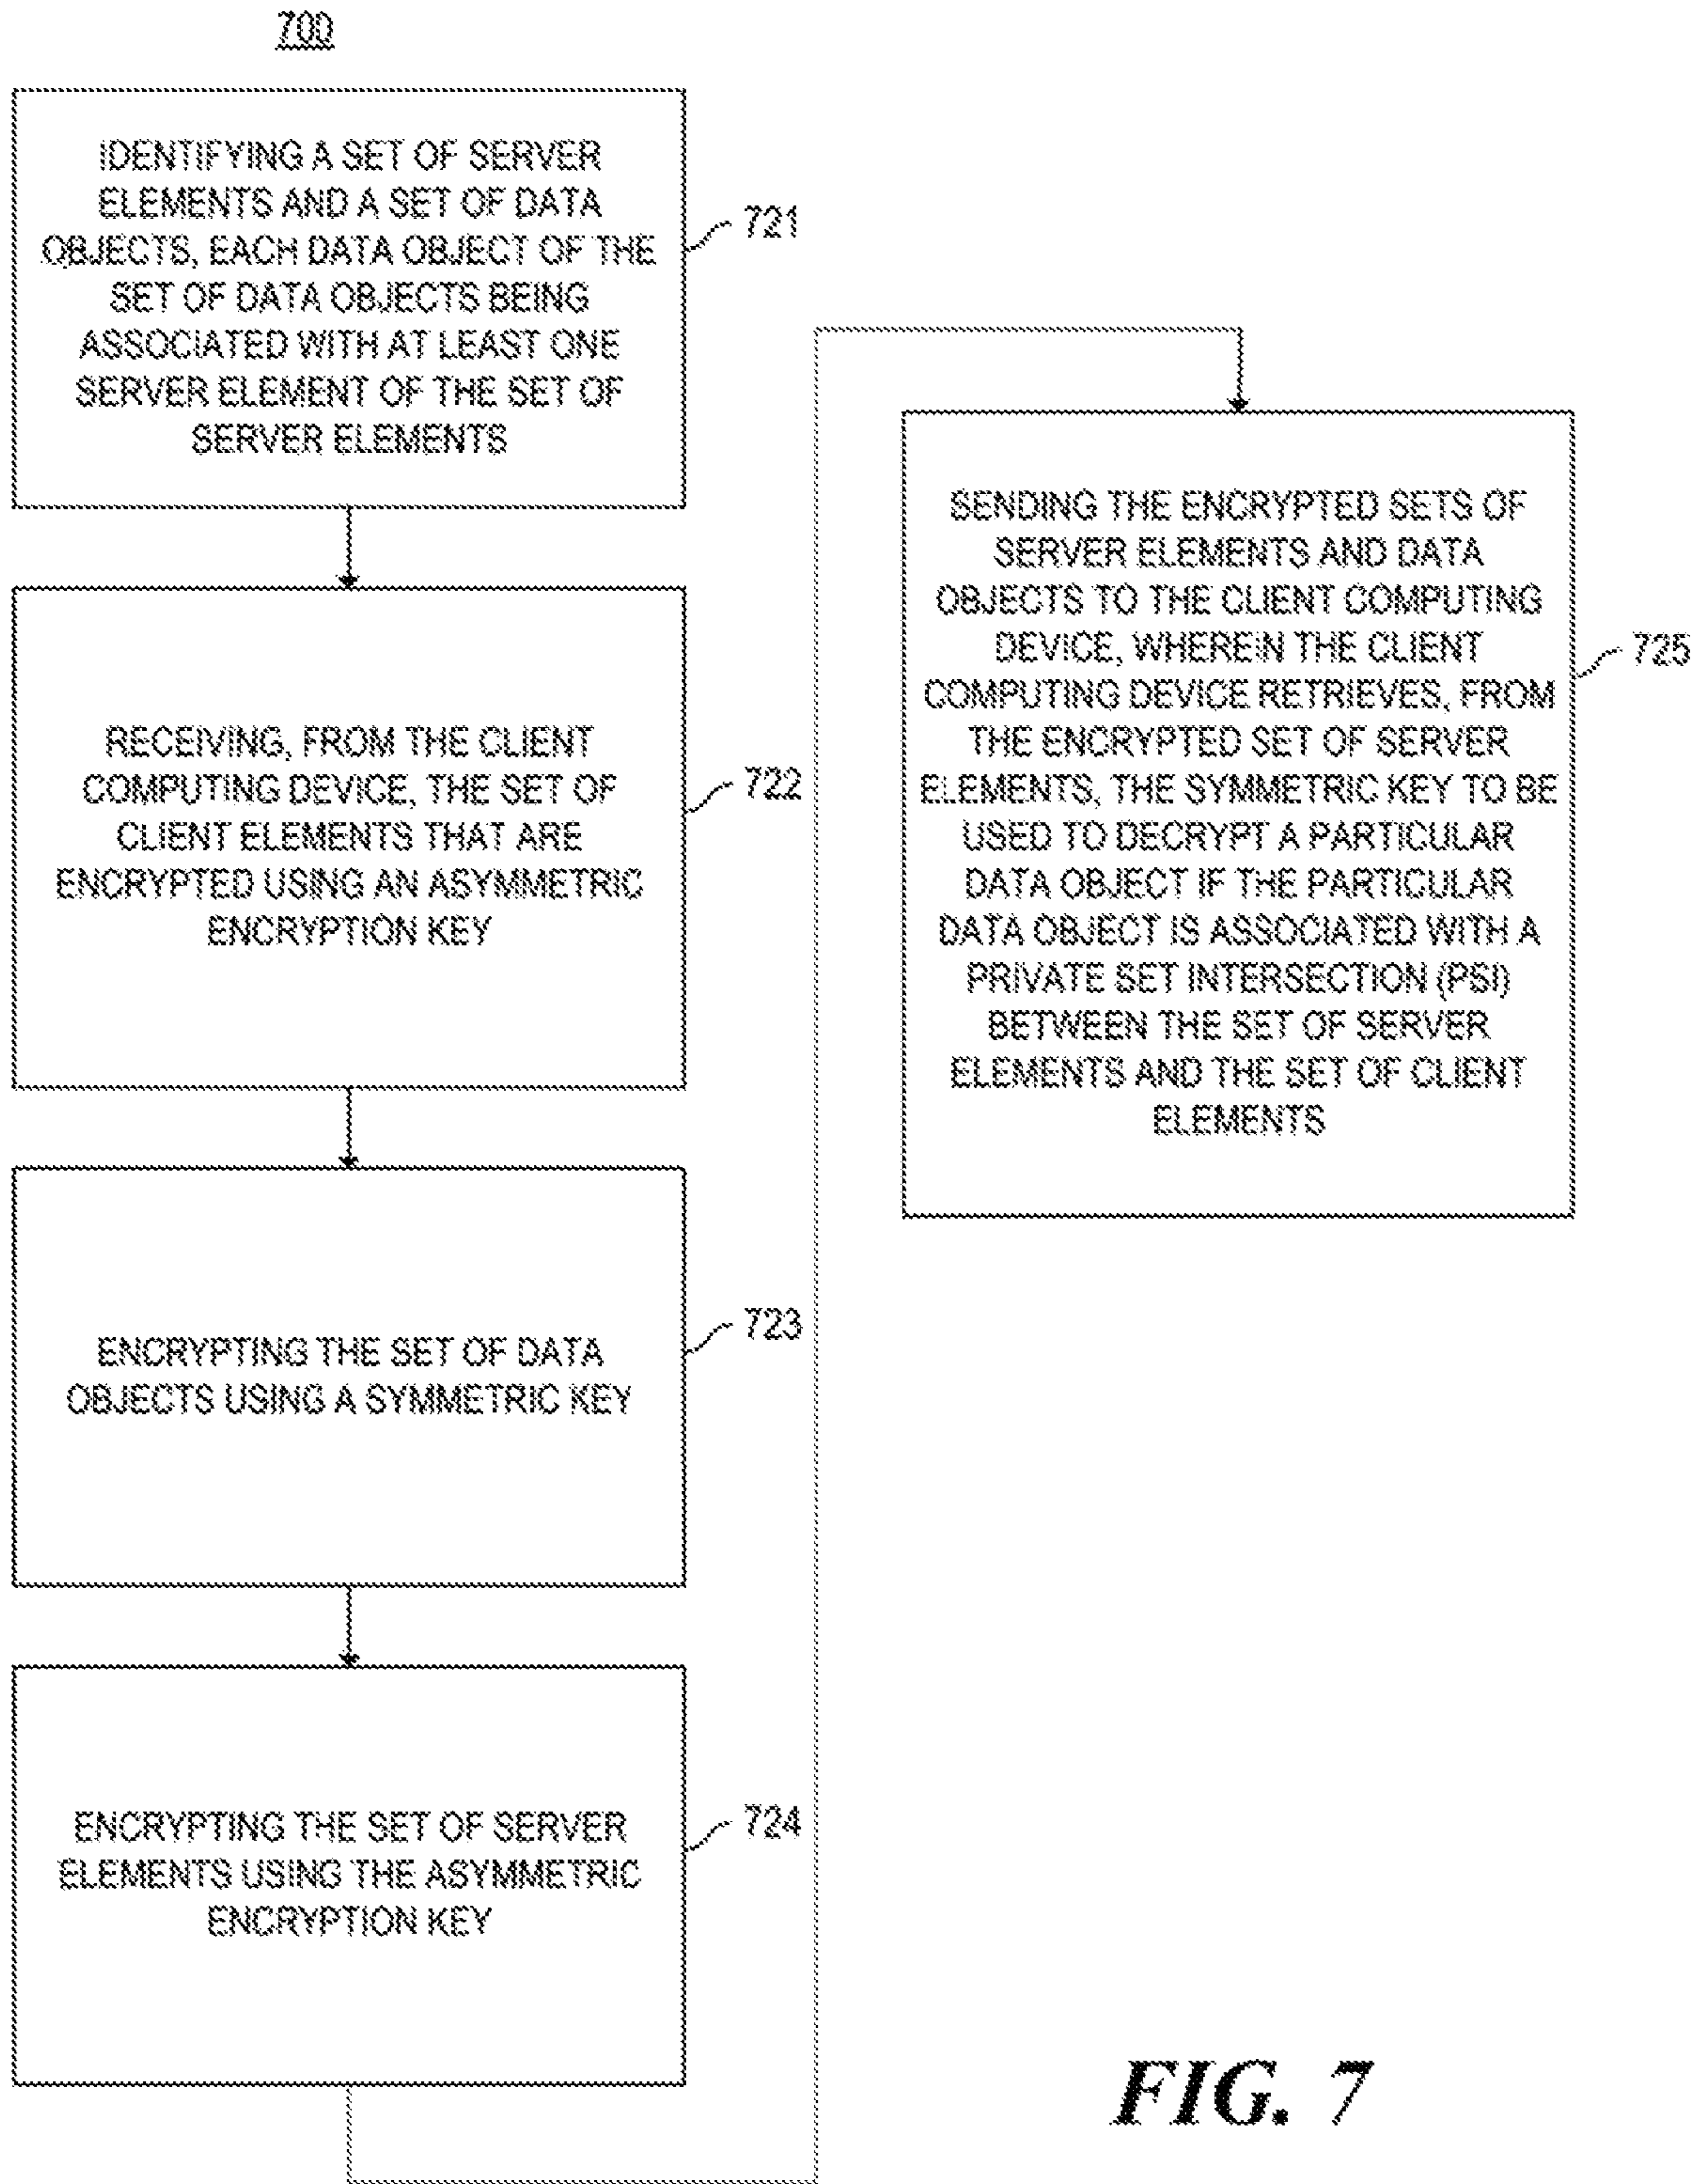 700
IDENTIFYING A SET OF SERVER
ELEMENTS AND A SET OF DATA
OBJECTS, EACH DATA OBJECT OF THE
SET OF DATA OBJECTS BEING
ASSOCIATED WITH AT LEAST ONE
SERVER ELEMENT OF THE SET OF
SERVER ELEMENTS
721
RECEIVING, FROM THE CLIENT
COMPUTING DEVICE, THE SET OF
CLIENT ELEMENTS THAT ARE
ENCRYPTED USING AN ASYMMETRIC
ENCRYPTION KEY
722
ENCRYPTING THE SET OF DATA
OBJECTS USING A SYMMETRIC KEY
723
ENCRYPTING THE SET OF SERVER
ELEMENTS USING THE ASYMMETRIC
ENCRYPTION KEY
724
SENDING THE ENCRYPTED SETS OF
SERVER ELEMENTS AND DATA
OBJECTS TO THE CLIENT COMPUTING
DEVICE, WHEREIN THE CLIENT
COMPUTING DEVICE RETRIEVES, FROM
THE ENCRYPTED SET OF SERVER
ELEMENTS, THE SYMMETRIC KEY TO BE
USED TO DECRYPT A PARTICULAR
DATA OBJECT IF THE PARTICULAR
DATA OBJECT IS ASSOCIATED WITH A
PRIVATE SET INTERSECTION (PSI)
BETWEEN THE SET OF SERVER
ELEMENTS AND THE SET OF CLIENT
ELEMENTS
725
FIG. 7